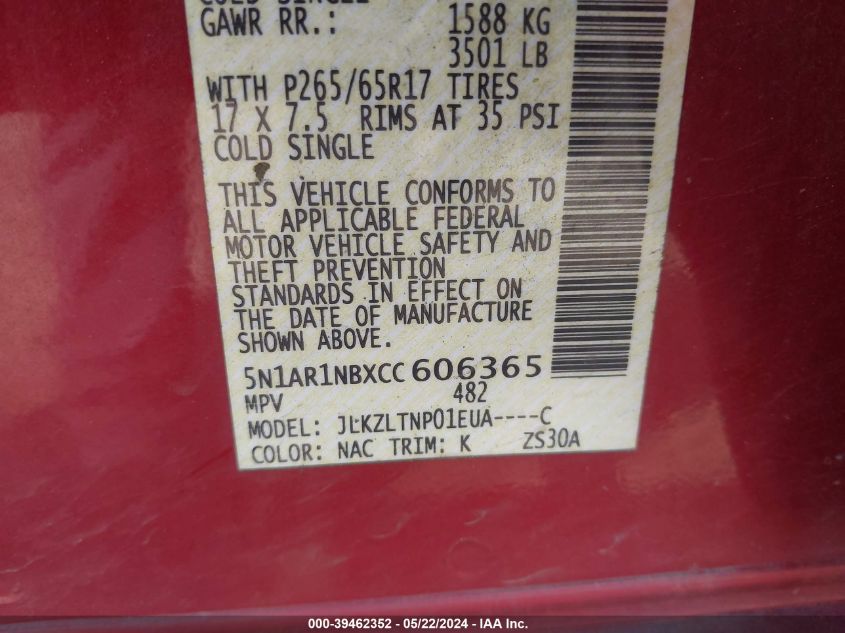 COLD SINGLE
GAWR RR.: 1588 KG
3501 LB
WITH P265/65R17 TIRES
17 X 7.5 RIMS AT 35 PSI
COLD SINGLE
THIS VEHICLE CONFORMS TO
ALL APPLICABLE FEDERAL
MOTOR VEHICLE SAFETY AND
THEFT PREVENTION
STANDARDS IN EFFECT ON
THE DATE OF MANUFACTURE
SHOWN ABOVE.
5N1AR1NBXCC606365
MPV 482
MODEL: JLKZLTNP01EUA----C
COLOR: NAC TRIM: K ZS30A
000-39462352 - 05/22/2024 - IAA Inc.